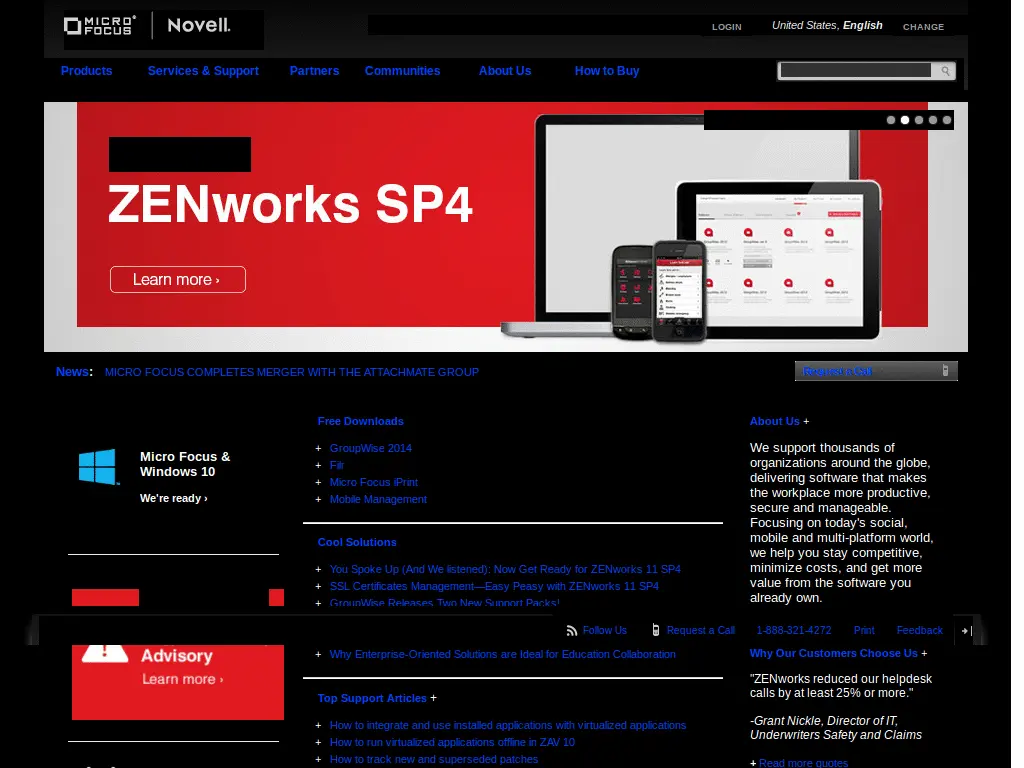 MICRO FOCUS
Novell.
LOGIN
United States, English
CHANGE
Products
Services & Support
Partners
Communities
About Us
How to Buy
ZENworks SP4
Learn more ›
News:
MICRO FOCUS COMPLETES MERGER WITH THE ATTACHMATE GROUP
Request a Call
Micro Focus &
Windows 10
We're ready ›
Advisory
Learn more ›
Free Downloads
+ GroupWise 2014
+ Filr
+ Micro Focus iPrint
+ Mobile Management
Cool Solutions
+ You Spoke Up (And We listened): Now Get Ready for ZENworks 11 SP4
+ SSL Certificates Management—Easy Peasy with ZENworks 11 SP4
+ GroupWise Releases Two New Support Packs!
+ Why Enterprise-Oriented Solutions are Ideal for Education Collaboration
Top Support Articles +
+ How to integrate and use installed applications with virtualized applications
+ How to run virtualized applications offline in ZAV 10
+ How to track new and superseded patches
About Us +
We support thousands of
organizations around the globe,
delivering software that makes
the workplace more productive,
secure and manageable.
Focusing on today's social,
mobile and multi-platform world,
we help you stay competitive,
minimize costs, and get more
value from the software you
already own.
Follow Us
Request a Call
1-888-321-4272
Print
Feedback
Why Our Customers Choose Us +
"ZENworks reduced our helpdesk
calls by at least 25% or more."
-Grant Nickle, Director of IT,
Underwriters Safety and Claims
+ Read more quotes